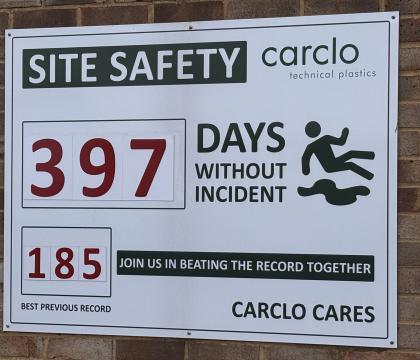 SITE SAFETY
carclo
technical plastics
397
DAYS
WITHOUT
INCIDENT
185
JOIN US IN BEATING THE RECORD TOGETHER
BEST PREVIOUS RECORD
CARCLO CARES